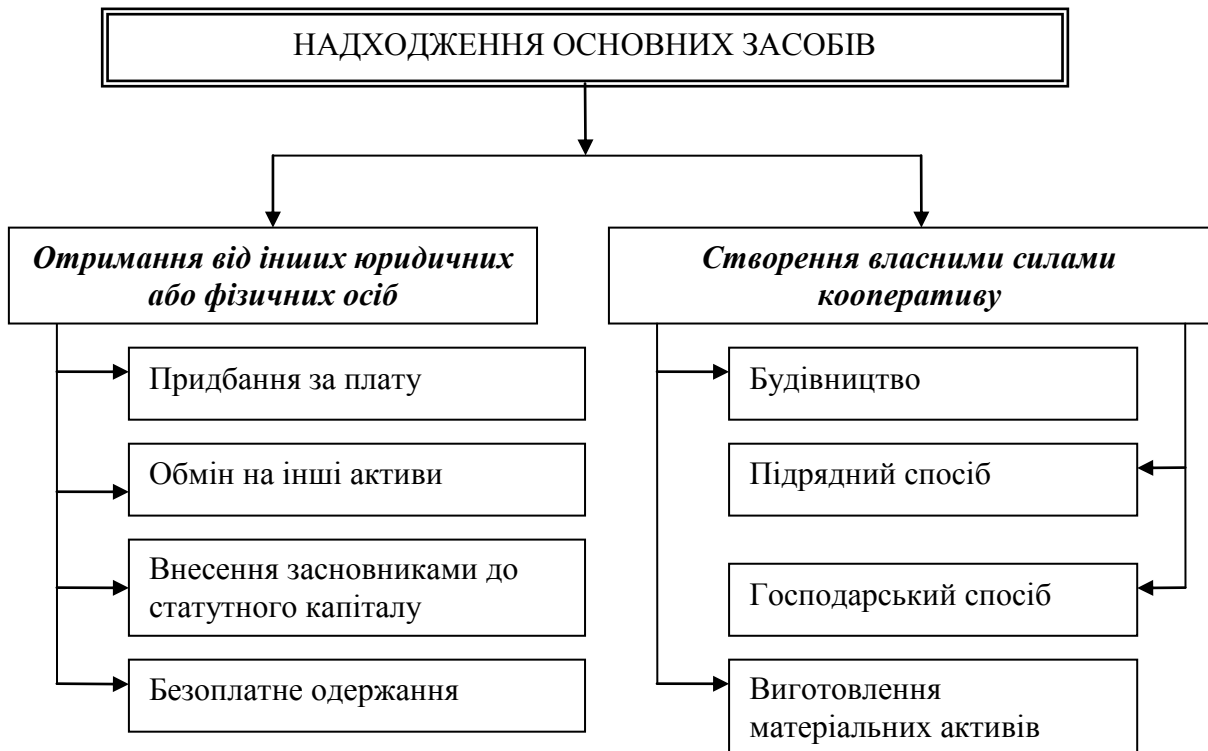 НАДХОДЖЕННЯ ОСНОВНИХ ЗАСОБІВ
Отримання від інших юридичних
або фізичних осіб
Придбання за плату
Обмін на інші активи
Внесення засновниками до
статутного капіталу
Безоплатне одержання
Створення власними силами
кооперативу
Будівництво
Підрядний спосіб
Господарський спосіб
Виготовлення
матеріальних активів